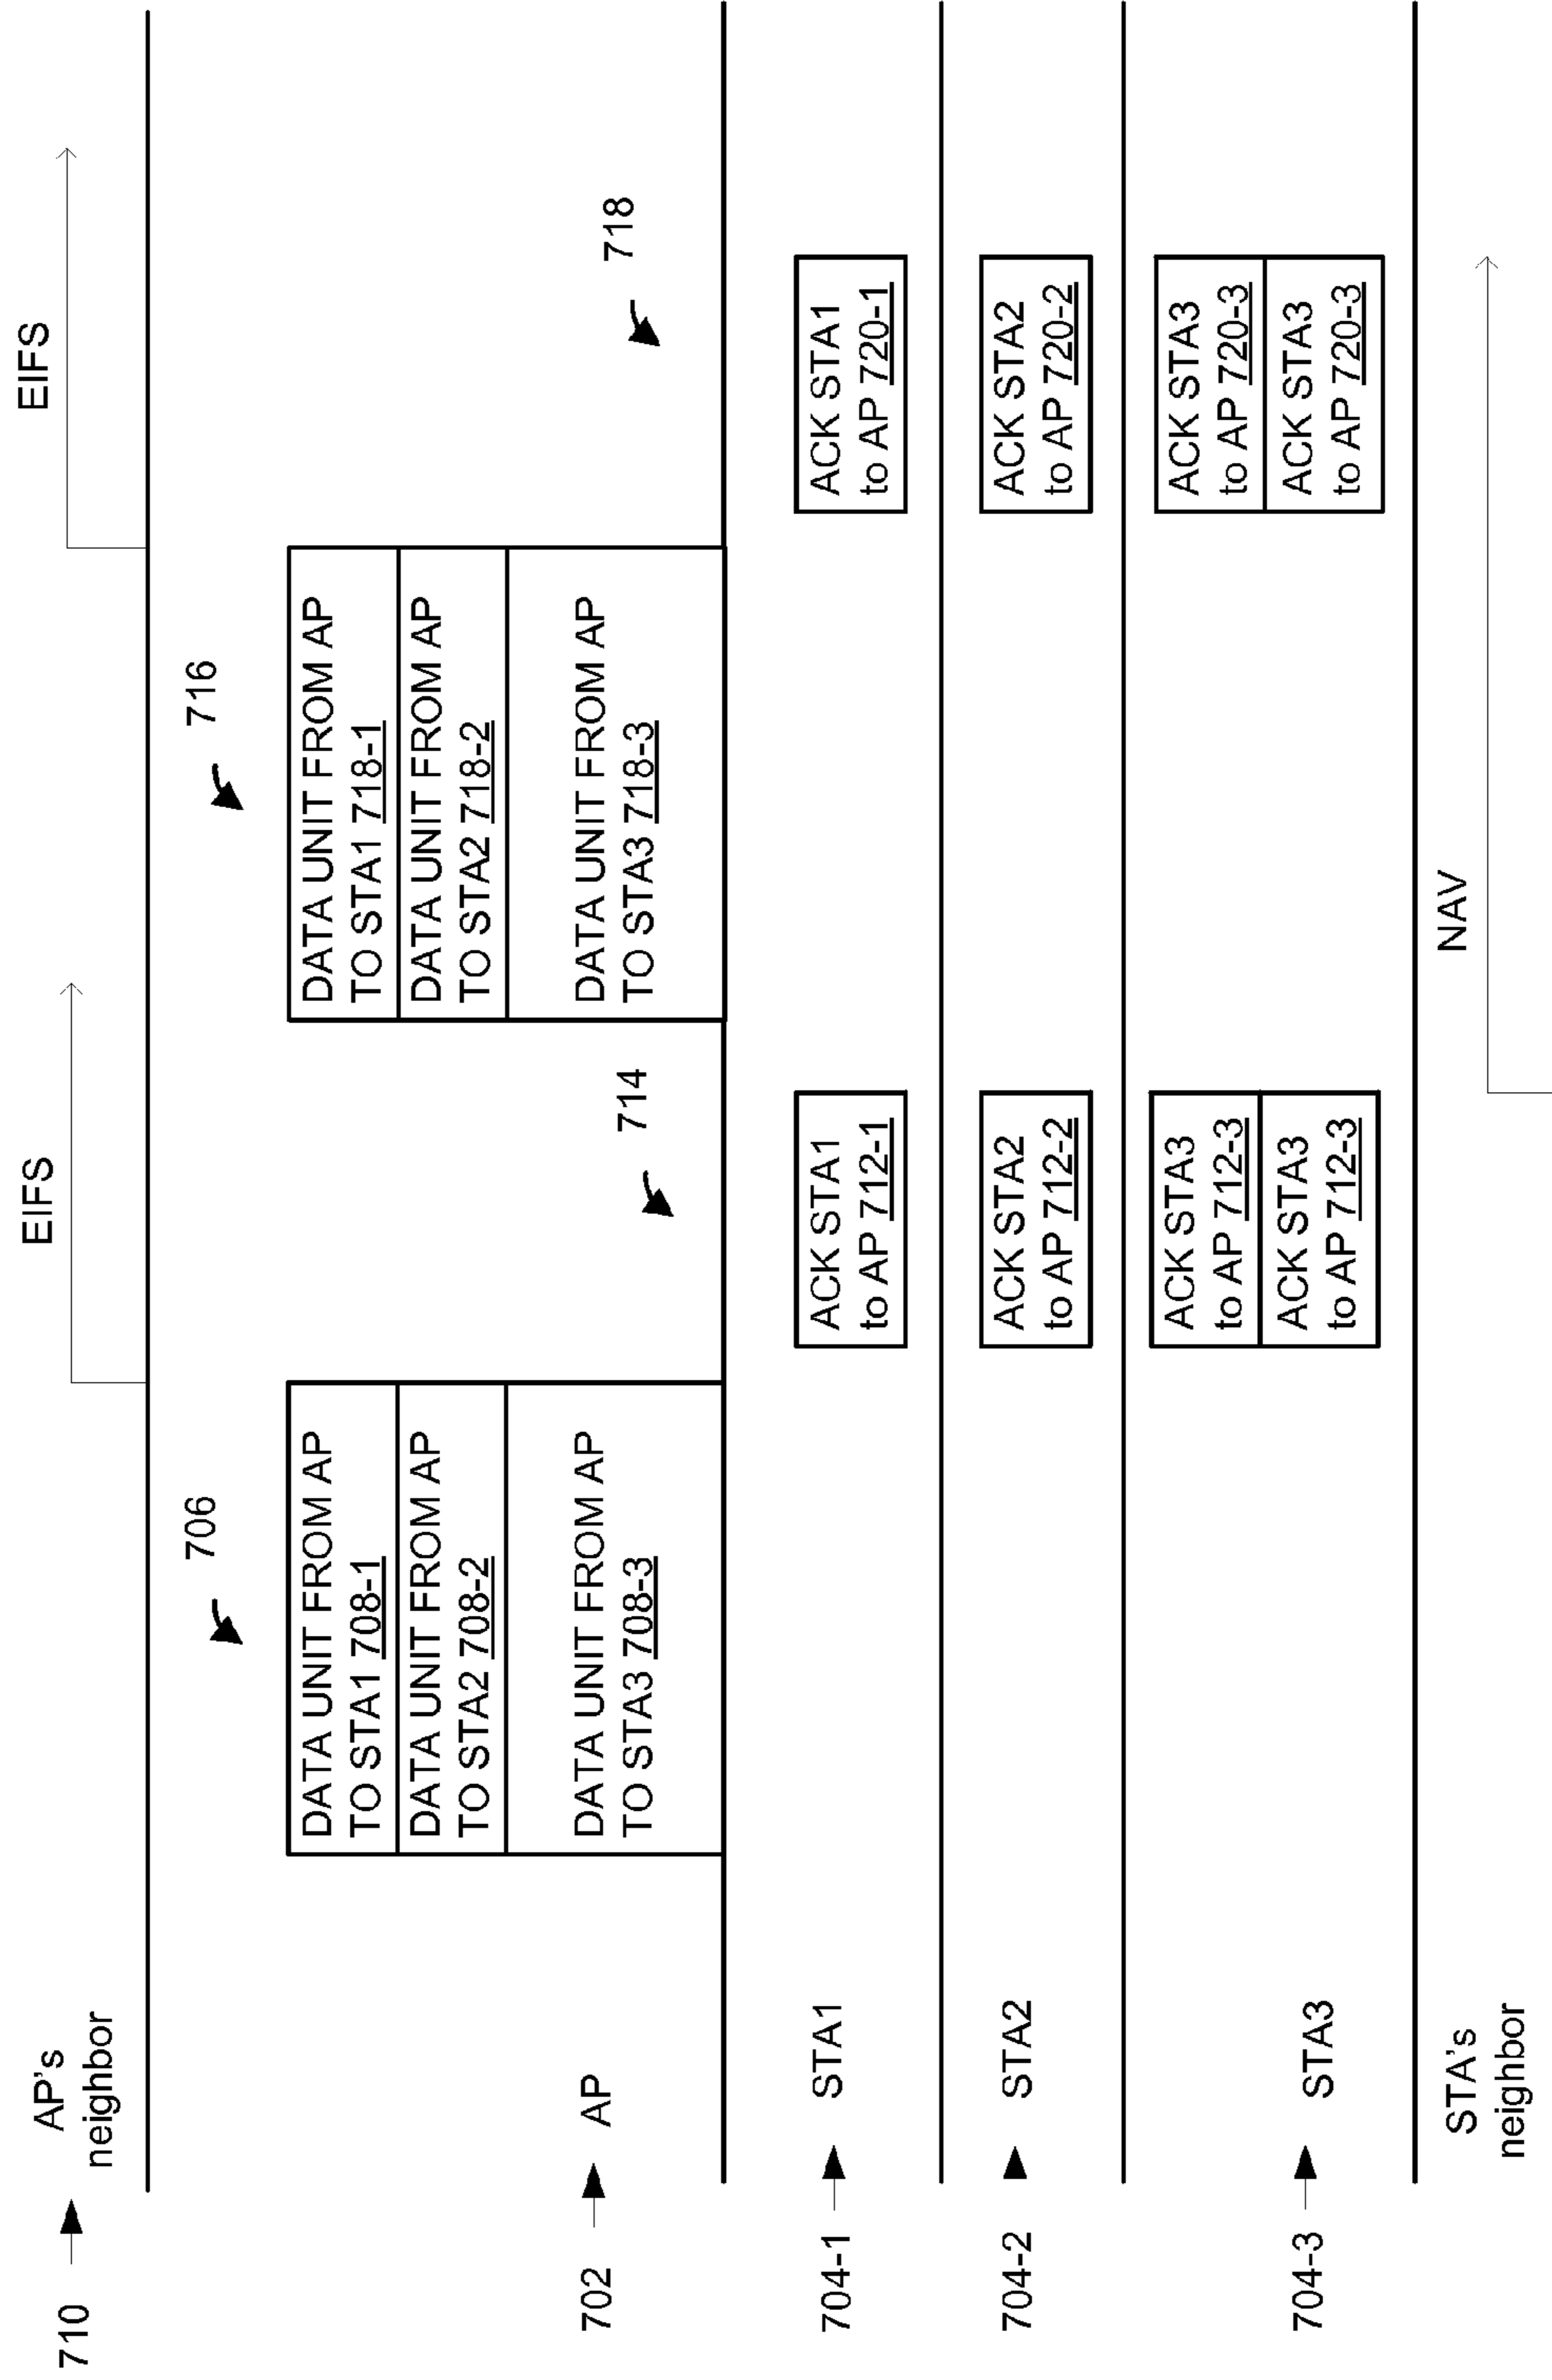 710
AP's
neighbor
EIFS
EIFS
706
716
702
AP
DATA UNIT FROM AP
TO STA1 708-1
DATA UNIT FROM AP
TO STA2 708-2
DATA UNIT FROM AP
TO STA3 708-3
DATA UNIT FROM AP
TO STA1 718-1
DATA UNIT FROM AP
TO STA2 718-2
DATA UNIT FROM AP
TO STA3 718-3
714
718
704-1
STA1
ACK STA1
to AP 712-1
ACK STA1
to AP 720-1
704-2
STA2
ACK STA2
to AP 712-2
ACK STA2
to AP 720-2
704-3
STA3
ACK STA3
to AP 712-3
ACK STA3
to AP 712-3
ACK STA3
to AP 720-3
ACK STA3
to AP 720-3
STA's
neighbor
NAV